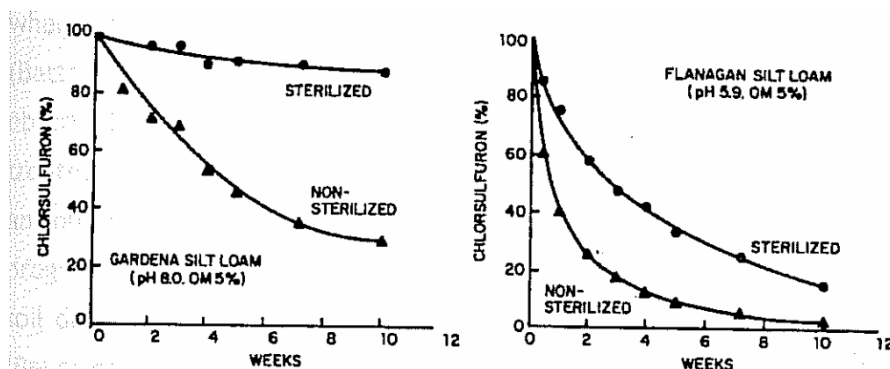 100
80
60
40
20
0
CHLORSULFURON (%)
STERILIZED
NON-
STERILIZED
GARDENA SILT LOAM
(pH 8.0, OM 5%)
0 2 4 6 8 10 12
WEEKS
100
80
60
40
20
0
CHLORSULFURON (%)
FLANAGAN SILT LOAM
(pH 5.9, OM 5%)
STERILIZED
NON-
STERILIZED
0 2 4 6 8 10 12
WEEKS